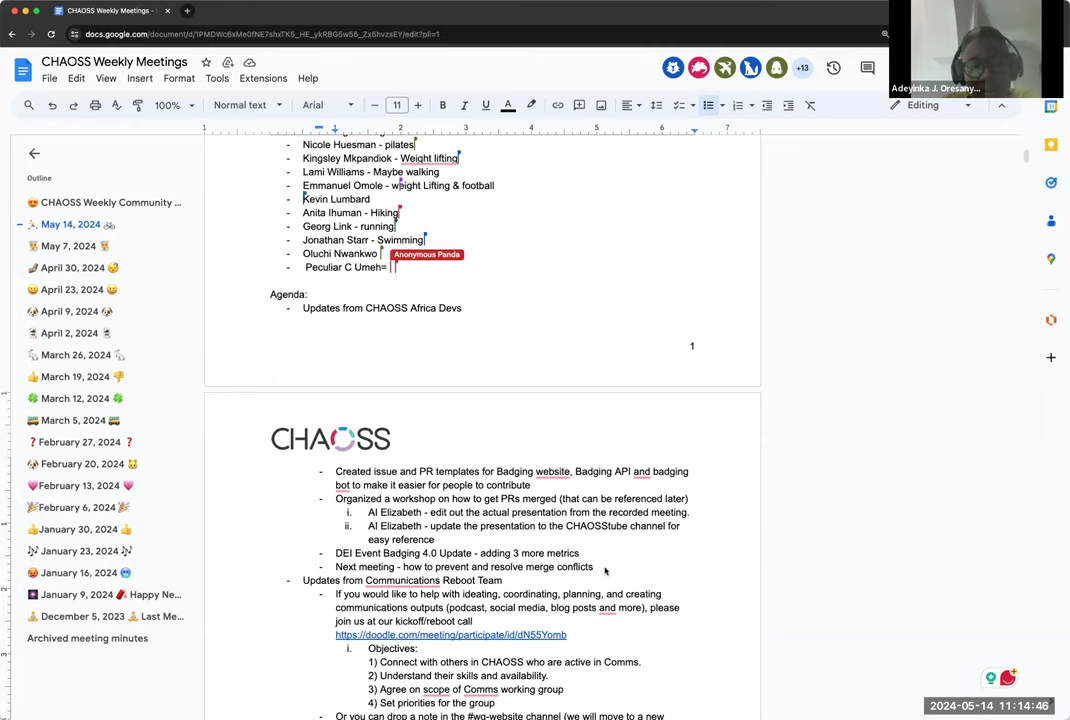 CHAOSS Weekly Meetings -
docs.google.com/document/d/1PMDWc6xMe0fNE7shxTK5_HE_ykRBG5w55_Zx5hvzsEY/edit?pli=1
CHAOSS Weekly Meetings
File Edit View Insert Format Tools Extensions Help
+13
Adeyinka J. Oresany...
100% Normal text Arial 11 Editing
1 1 2 3 4 5 6 7
Outline
😍 CHAOSS Weekly Community ...
May 14, 2024
May 7, 2024
April 30, 2024
April 23, 2024
April 9, 2024
April 2, 2024
March 26, 2024
March 19, 2024
March 12, 2024
March 5, 2024
❓ February 27, 2024 ❓
February 20, 2024
February 13, 2024
February 6, 2024
January 30, 2024
January 23, 2024
January 16, 2024
January 9, 2024 Happy Ne...
December 5, 2023 Last Me...
Archived meeting minutes
- Nicole Huesman - pilates
- Kingsley Mkpandiok - Weight lifting
- Lami Williams - Maybe walking
- Emmanuel Omole - weight Lifting & football
- Kevin Lumbard
- Anita Ihuman - Hiking
- Georg Link - running
- Jonathan Starr - Swimming
- Oluchi Nwankwo
Anonymous Panda
- Peculiar C Umeh=
Agenda:
- Updates from CHAOSS Africa Devs
1
CHAOSS
- Created issue and PR templates for Badging website, Badging API and badging
bot to make it easier for people to contribute
- Organized a workshop on how to get PRs merged (that can be referenced later)
i. AI Elizabeth - edit out the actual presentation from the recorded meeting.
ii. AI Elizabeth - update the presentation to the CHAOSStube channel for
easy reference
- DEI Event Badging 4.0 Update - adding 3 more metrics
- Next meeting - how to prevent and resolve merge conflicts
- Updates from Communications Reboot Team
- If you would like to help with ideating, coordinating, planning, and creating
communications outputs (podcast, social media, blog posts and more), please
join us at our kickoff/reboot call
https://doodle.com/meeting/participate/id/dN55Yomb
i. Objectives:
1) Connect with others in CHAOSS who are active in Comms.
2) Understand their skills and availability.
3) Agree on scope of Comms working group
4) Set priorities for the group
- Or you can drop a note in the #wg-website channel (we will move to a new
2024-05-14 11:14:46